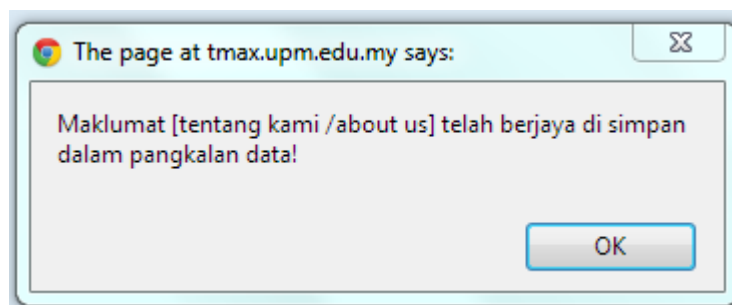 The page at tmax.upm.edu.my says:
Maklumat [tentang kami /about us] telah berjaya di simpan
dalam pangkalan data!
OK